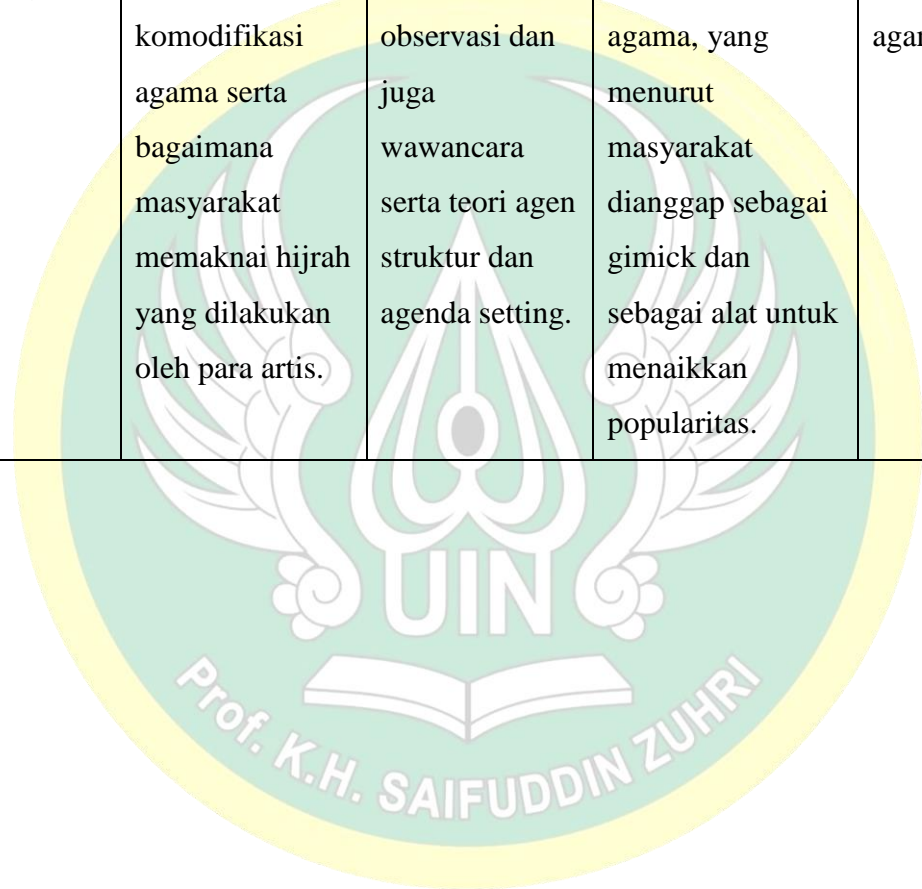 komodifikasi
agama serta
bagaimana
masyarakat
memaknai hijrah
yang dilakukan
oleh para artis.
observasi dan
juga
wawancara
serta teori agen
struktur dan
agenda setting.
agama, yang
menurut
masyarakat
dianggap sebagai
gimick dan
sebagai alat untuk
menaikkan
popularitas.
UIN
Prof. K.H. SAIFUDDIN ZUHRI